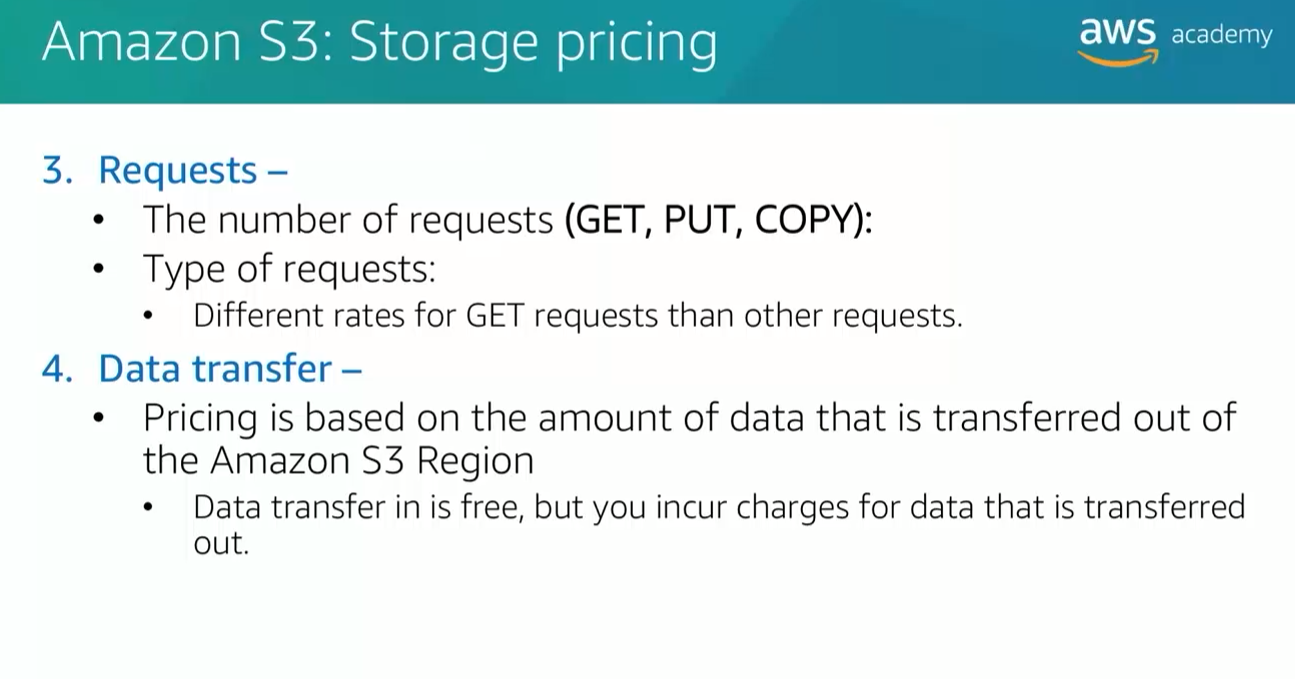 Amazon S3: Storage pricing
aws academy
3. Requests –
• The number of requests (GET, PUT, COPY):
• Type of requests:
• Different rates for GET requests than other requests.
4. Data transfer –
• Pricing is based on the amount of data that is transferred out of
the Amazon S3 Region
• Data transfer in is free, but you incur charges for data that is transferred
out.